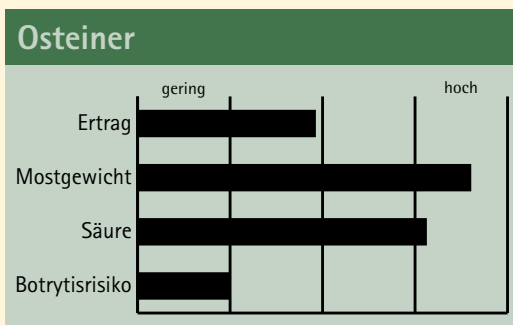 Osteiner
gering hoch
Ertrag
Mostgewicht
Säure
Botrytisrisiko